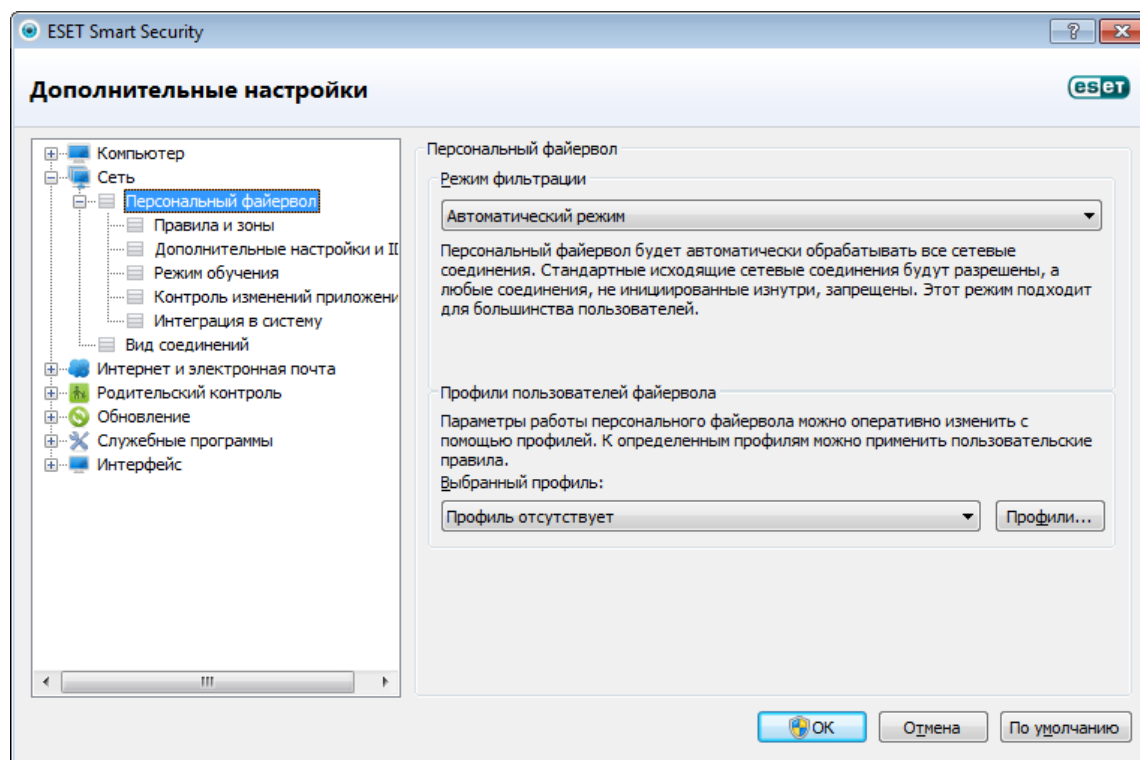 ESET Smart Security
Дополнительные настройки
eset
Компьютер
Сеть
Персональный файервол
Правила и зоны
Дополнительные настройки и II
Режим обучения
Контроль изменений приложени
Интеграция в систему
Вид соединений
Интернет и электронная почта
Родительский контроль
Обновление
Служебные программы
Интерфейс
Персональный файервол
Режим фильтрации
Автоматический режим
Персональный файервол будет автоматически обрабатывать все сетевые
соединения. Стандартные исходящие сетевые соединения будут разрешены, а
любые соединения, не инициированные изнутри, запрещены. Этот режим подходит
для большинства пользователей.
Профили пользователей файервола
Параметры работы персонального файервола можно оперативно изменить с
помощью профилей. К определенным профилям можно применить пользовательские
правила.
Выбранный профиль:
Профиль отсутствует
Профили...
ОК
Отмена
По умолчанию